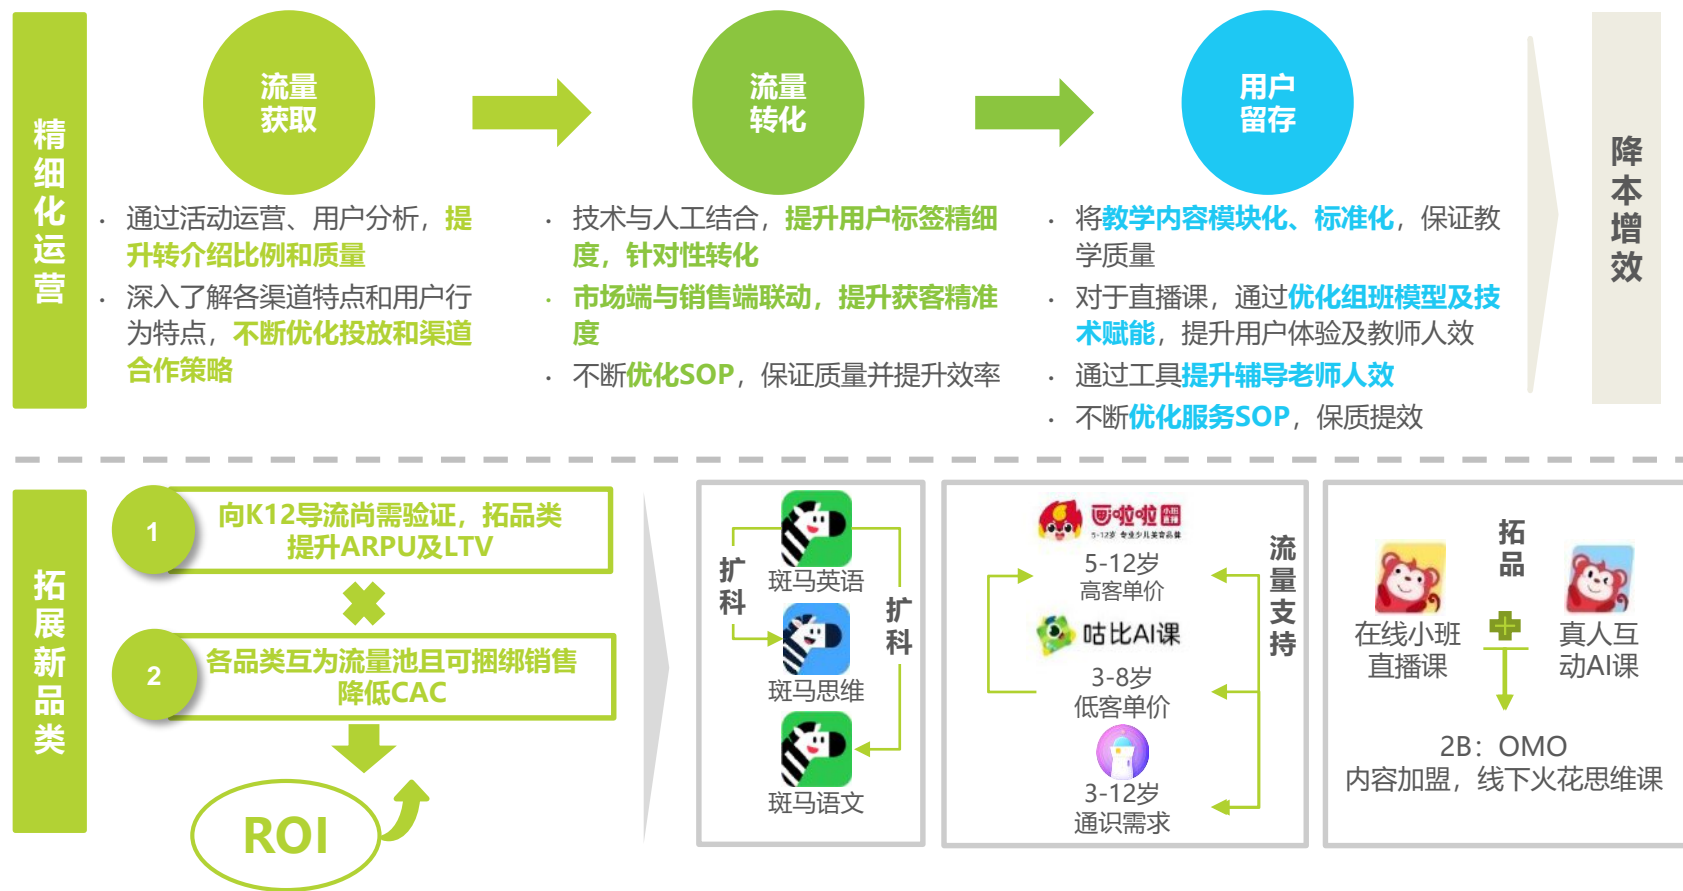 精细化运营
流量
获取
流量
转化
用户
留存
降本增效
· 通过活动运营、用户分析，提
升转介绍比例和质量
· 深入了解各渠道特点和用户行
为特点，不断优化投放和渠道
合作策略
· 技术与人工结合，提升用户标签精细
度，针对性转化
· 市场端与销售端联动，提升获客精准
度
· 不断优化SOP，保证质量并提升效率
· 将教学内容模块化、标准化，保证教
学质量
· 对于直播课，通过优化组班模型及技
术赋能，提升用户体验及教师人效
· 通过工具提升辅导老师人效
· 不断优化服务SOP，保质提效
拓展新品类
1
向K12导流尚需验证，拓品类
提升ARPU及LTV
2
各品类互为流量池且可捆绑销售
降低CAC
ROI
扩科
斑马英语
斑马思维
斑马语文
扩科
画啦啦
小班
直播
5-12岁 专业少儿美育品牌
5-12岁
高客单价
咕比AI课
3-8岁
低客单价
3-12岁
通识需求
流量支持
拓品
在线小班
直播课
真人互
动AI课
2B：OMO
内容加盟，线下火花思维课